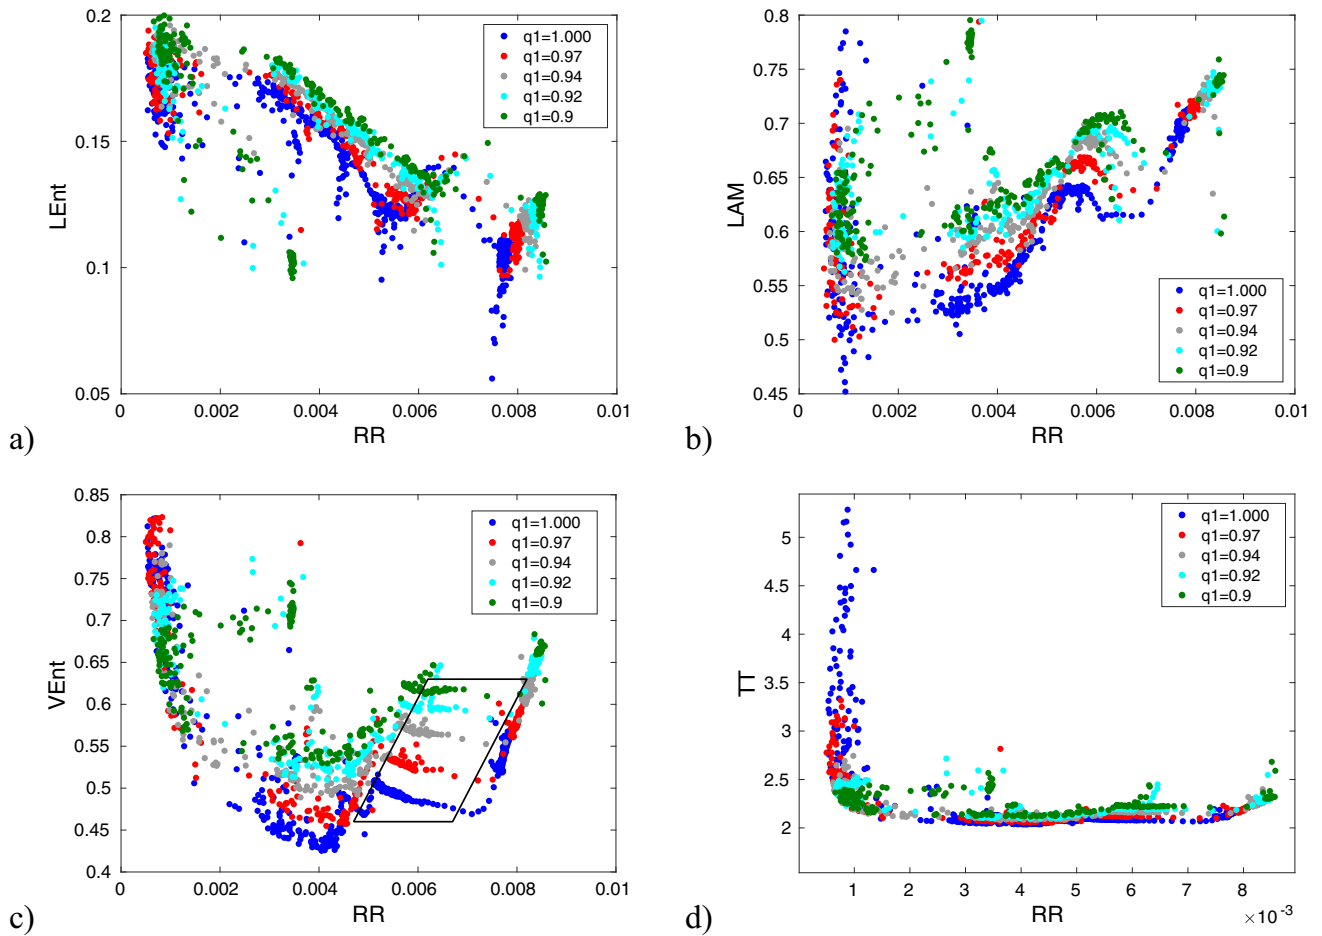 0.2
0.15
0.1
0.05
LEnt
q1=1.000
q1=0.97
q1=0.94
q1=0.92
q1=0.9
0 0.002 0.004 0.006 0.008 0.01
RR
a)
0.8
0.75
0.7
0.65
0.6
0.55
0.5
0.45
LAM
q1=1.000
q1=0.97
q1=0.94
q1=0.92
q1=0.9
0 0.002 0.004 0.006 0.008 0.01
RR
b)
0.85
0.8
0.75
0.7
0.65
0.6
0.55
0.5
0.45
0.4
VEnt
q1=1.000
q1=0.97
q1=0.94
q1=0.92
q1=0.9
0 0.002 0.004 0.006 0.008 0.01
RR
c)
5
4.5
4
3.5
3
2.5
2
TT
q1=1.000
q1=0.97
q1=0.94
q1=0.92
q1=0.9
1 2 3 4 5 6 7 8
RR
×10⁻³
d)